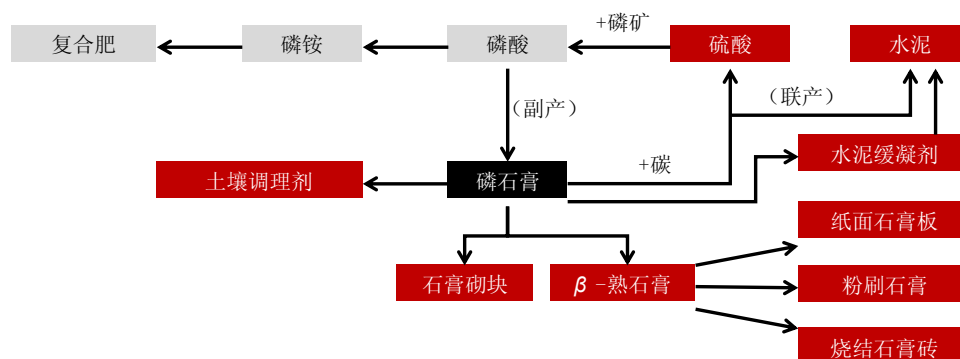 +磷矿
复合肥
磷铵
磷酸
硫酸
水泥
（联产）
（副产）
水泥缓凝剂
+碳
土壤调理剂
磷石膏
纸面石膏板
石膏砌块
β-熟石膏
粉刷石膏
烧结石膏砖